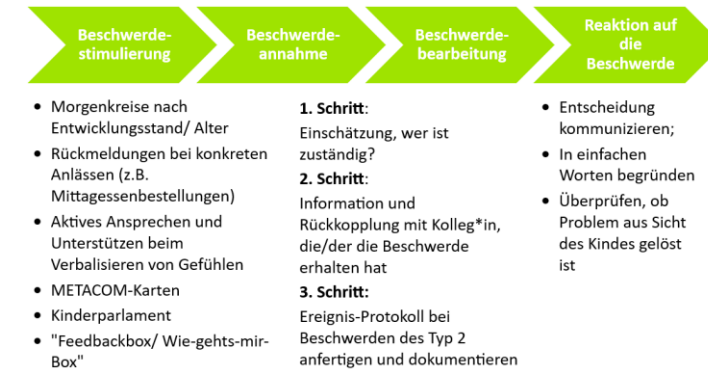 Beschwerde-
stimulierung
Beschwerde-
annahme
Beschwerde-
bearbeitung
Reaktion auf
die
Beschwerde
• Morgenkreise nach
Entwicklungsstand/ Alter
• Rückmeldungen bei konkreten
Anlässen (z.B.
Mittagessenbestellungen)
• Aktives Ansprechen und
Unterstützen beim
Verbalisieren von Gefühlen
• METACOM-Karten
• Kinderparlament
• "Feedbackbox/ Wie-gehts-mir-
Box"
1. Schritt:
Einschätzung, wer ist
zuständig?
2. Schritt:
Information und
Rückkopplung mit Kolleg*in,
die/der die Beschwerde
erhalten hat
3. Schritt:
Ereignis-Protokoll bei
Beschwerden des Typ 2
anfertigen und dokumentieren
• Entscheidung
kommunizieren;
• In einfachen
Worten begründen
• Überprüfen, ob
Problem aus Sicht
des Kindes gelöst
ist